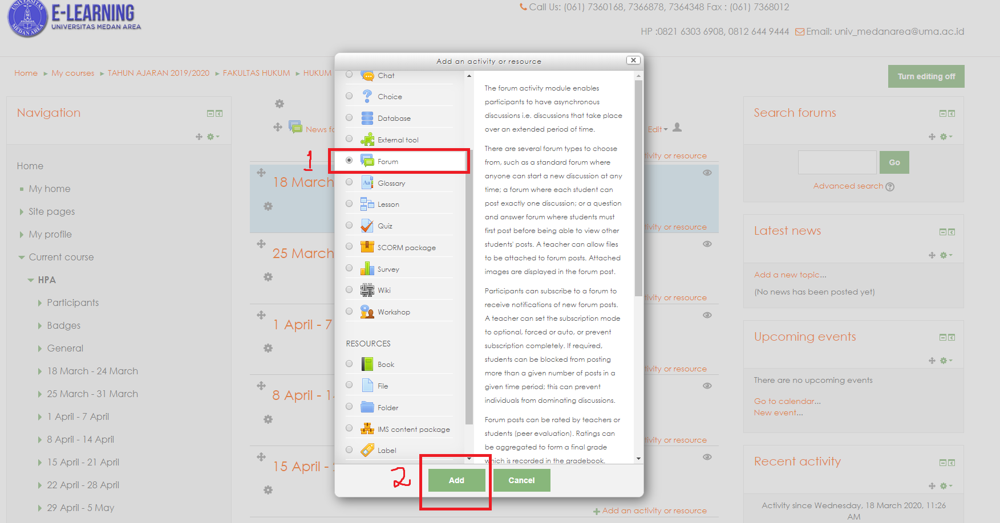 E-LEARNING
UNIVERSITAS MEDAN AREA
UNIVERSITAS
MEDAN AREA
Call Us: (061) 7360168, 7366878, 7364348 Fax : (061) 7368012
HP :0821 6303 6908, 0812 644 9444 Email: univ_medanarea@uma.ac.id
Home My courses TAHUN AJARAN 2019/2020 FAKULTAS HUKUM HUKUM
Turn editing off
Navigation
Home
My home
Site pages
My profile
Current course
HPA
Participants
Badges
General
18 March - 24 March
25 March - 31 March
1 April - 7 April
8 April - 14 April
15 April - 21 April
22 April - 28 April
29 April - 5 May
News fo
Edit
tivity or resource
18 March
tivity or resource
25 March
tivity or resource
1 April - 7
tivity or resource
8 April - 1
tivity or resource
15 April -
Add an activity or resource
Add an activity or resource
Chat
Choice
Database
External tool
1
Forum
Glossary
Lesson
Quiz
SCORM package
Survey
Wiki
Workshop
RESOURCES
Book
File
Folder
IMS content package
Label
The forum activity module enables
participants to have asynchronous
discussions i.e. discussions that take place
over an extended period of time.
There are several forum types to choose
from, such as a standard forum where
anyone can start a new discussion at any
time; a forum where each student can
post exactly one discussion; or a question
and answer forum where students must
first post before being able to view other
students' posts. A teacher can allow files
to be attached to forum posts. Attached
images are displayed in the forum post.
Participants can subscribe to a forum to
receive notifications of new forum posts.
A teacher can set the subscription mode
to optional, forced or auto, or prevent
subscription completely. If required,
students can be blocked from posting
more than a given number of posts in a
given time period; this can prevent
individuals from dominating discussions.
Forum posts can be rated by teachers or
students (peer evaluation). Ratings can
be aggregated to form a final grade
which is recorded in the gradebook.
2
Add
Cancel
Search forums
Go
Advanced search
Latest news
Add a new topic...
(No news has been posted yet)
Upcoming events
There are no upcoming events
Go to calendar...
New event...
Recent activity
Activity since Wednesday, 18 March 2020, 11:26
AM